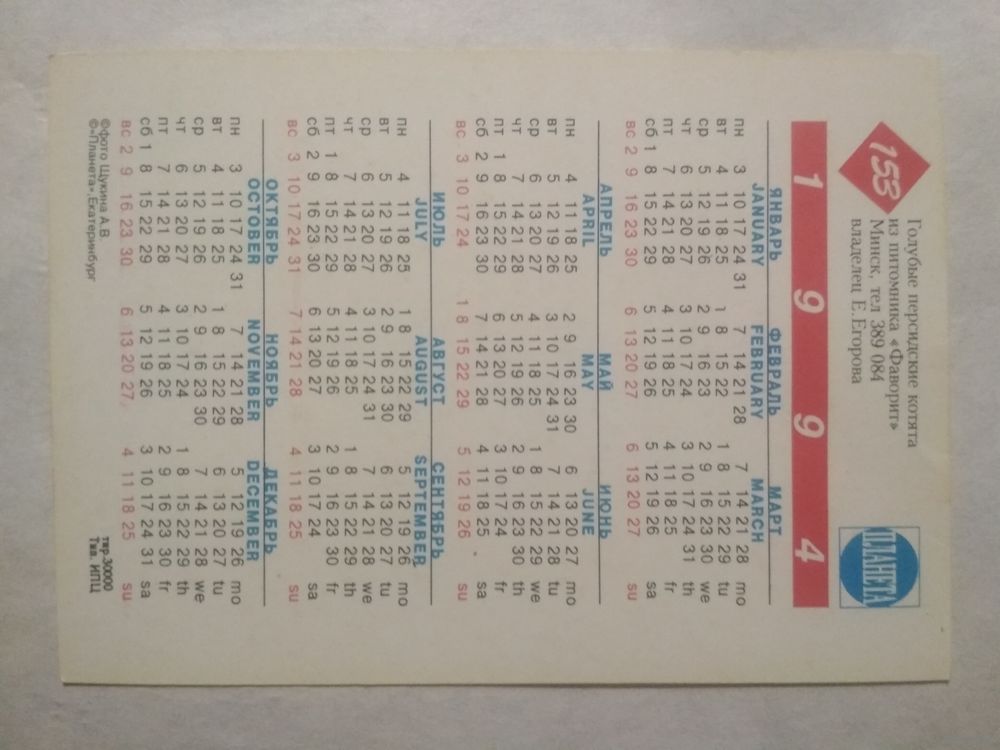 153
Голубые персидские котята
из питомника «Фаворит»
Минск, тел 389 084
владелец Е. Егорова
ПЛАНЕТА
1 9 9 4
ЯНВАРЬ ФЕВРАЛЬ МАРТ
JANUARY FEBRUARY MARCH
пн 3 10 17 24 31 7 14 21 28 7 14 21 28 mo
вт 4 11 18 25 1 8 15 22 1 8 15 22 29 tu
ср 5 12 19 26 2 9 16 23 2 9 16 23 30 we
чт 6 13 20 27 3 10 17 24 3 10 17 24 31 th
пт 7 14 21 28 4 11 18 25 4 11 18 25 fr
сб 1 8 15 22 29 5 12 19 26 5 12 19 26 sa
вс 2 9 16 23 30 6 13 20 27 6 13 20 27 su
АПРЕЛЬ МАЙ ИЮНЬ
APRIL MAY JUNE
пн 4 11 18 25 2 9 16 23 30 6 13 20 27 mo
вт 5 12 19 26 3 10 17 24 31 7 14 21 28 tu
ср 6 13 20 27 4 11 18 25 1 8 15 22 29 we
чт 7 14 21 28 5 12 19 26 2 9 16 23 30 th
пт 1 8 15 22 29 6 13 20 27 3 10 17 24 fr
сб 2 9 16 23 30 7 14 21 28 4 11 18 25 sa
вс 3 10 17 24 1 8 15 22 29 5 12 19 26 su
ИЮЛЬ АВГУСТ СЕНТЯБРЬ
JULY AUGUST SEPTEMBER
пн 4 11 18 25 1 8 15 22 29 5 12 19 26 mo
вт 5 12 19 26 2 9 16 23 30 6 13 20 27 tu
ср 6 13 20 27 3 10 17 24 31 7 14 21 28 we
чт 7 14 21 28 4 11 18 25 1 8 15 22 29 th
пт 1 8 15 22 29 5 12 19 26 2 9 16 23 30 fr
сб 2 9 16 23 30 6 13 20 27 3 10 17 24 sa
вс 3 10 17 24 31 7 14 21 28 4 11 18 25 su
ОКТЯБРЬ НОЯБРЬ ДЕКАБРЬ
OCTOBER NOVEMBER DECEMBER
пн 3 10 17 24 31 7 14 21 28 5 12 19 26 mo
вт 4 11 18 25 1 8 15 22 29 6 13 20 27 tu
ср 5 12 19 26 2 9 16 23 30 7 14 21 28 we
чт 6 13 20 27 3 10 17 24 1 8 15 22 29 th
пт 7 14 21 28 4 11 18 25 2 9 16 23 30 fr
сб 1 8 15 22 29 5 12 19 26 3 10 17 24 31 sa
вс 2 9 16 23 30 6 13 20 27 4 11 18 25 su
©фото Щукина А.В.
©«Планета», Екатеринбург
тир 30000
Тип. ИПЦ